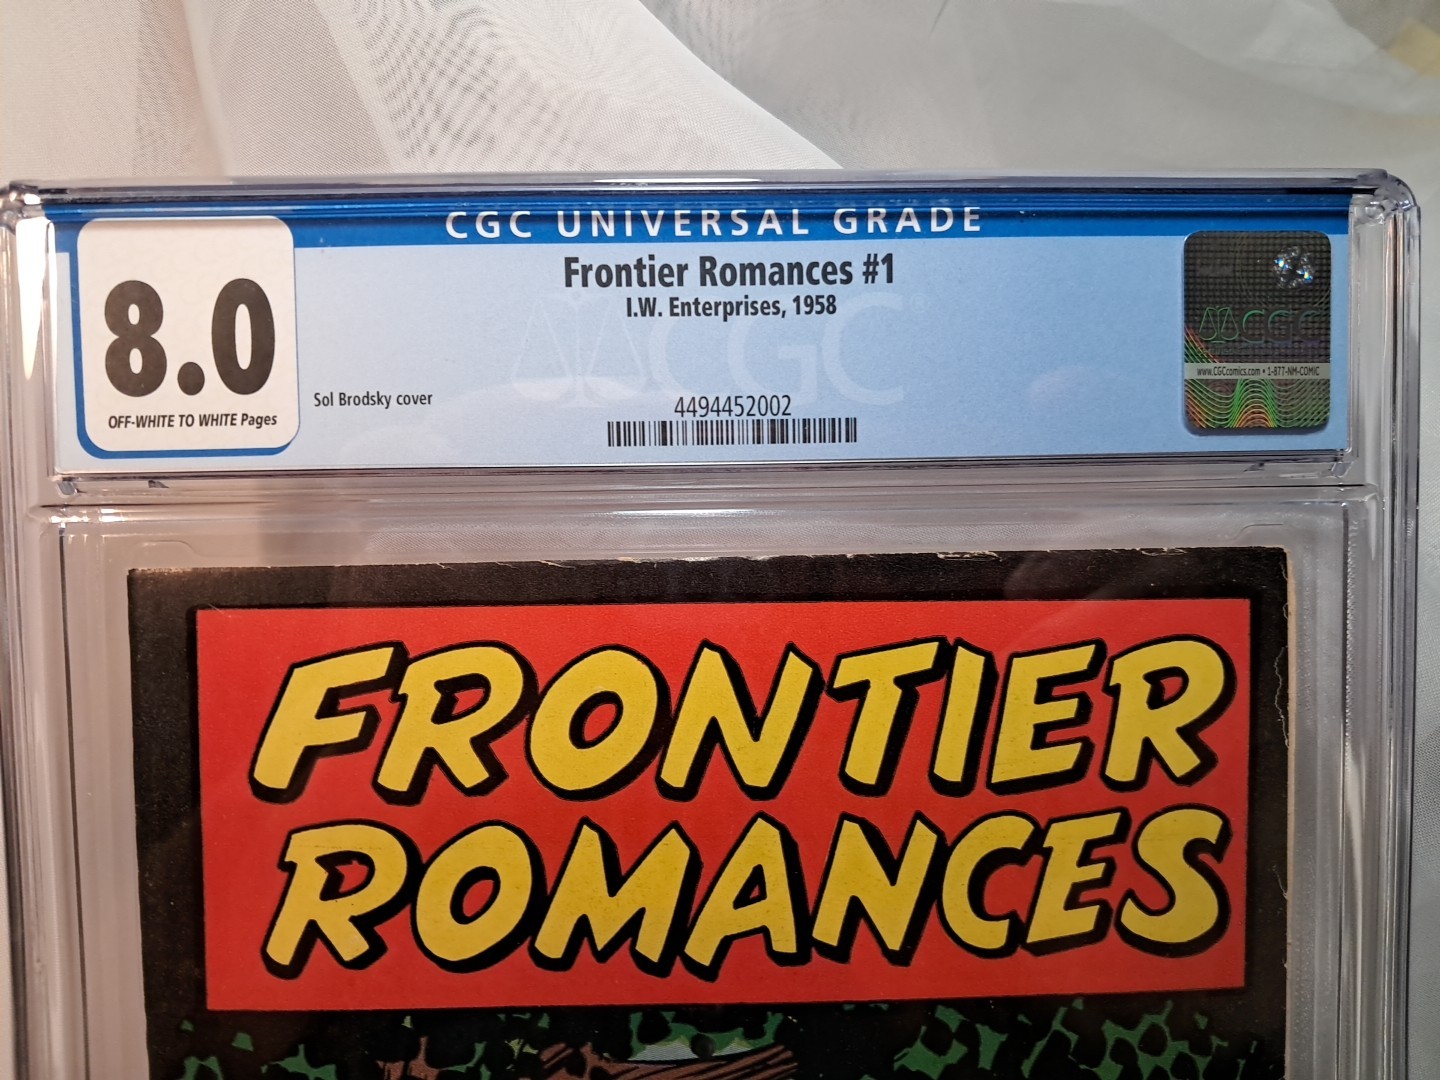 CGC UNIVERSAL GRADE
8.0
OFF-WHITE TO WHITE Pages
Frontier Romances #1
I.W. Enterprises, 1958
Sol Brodsky cover
CGC
4494452002
CGC
www.CGCcomics.com • 1-877-NM-COMIC
FRONTIER
ROMANCES